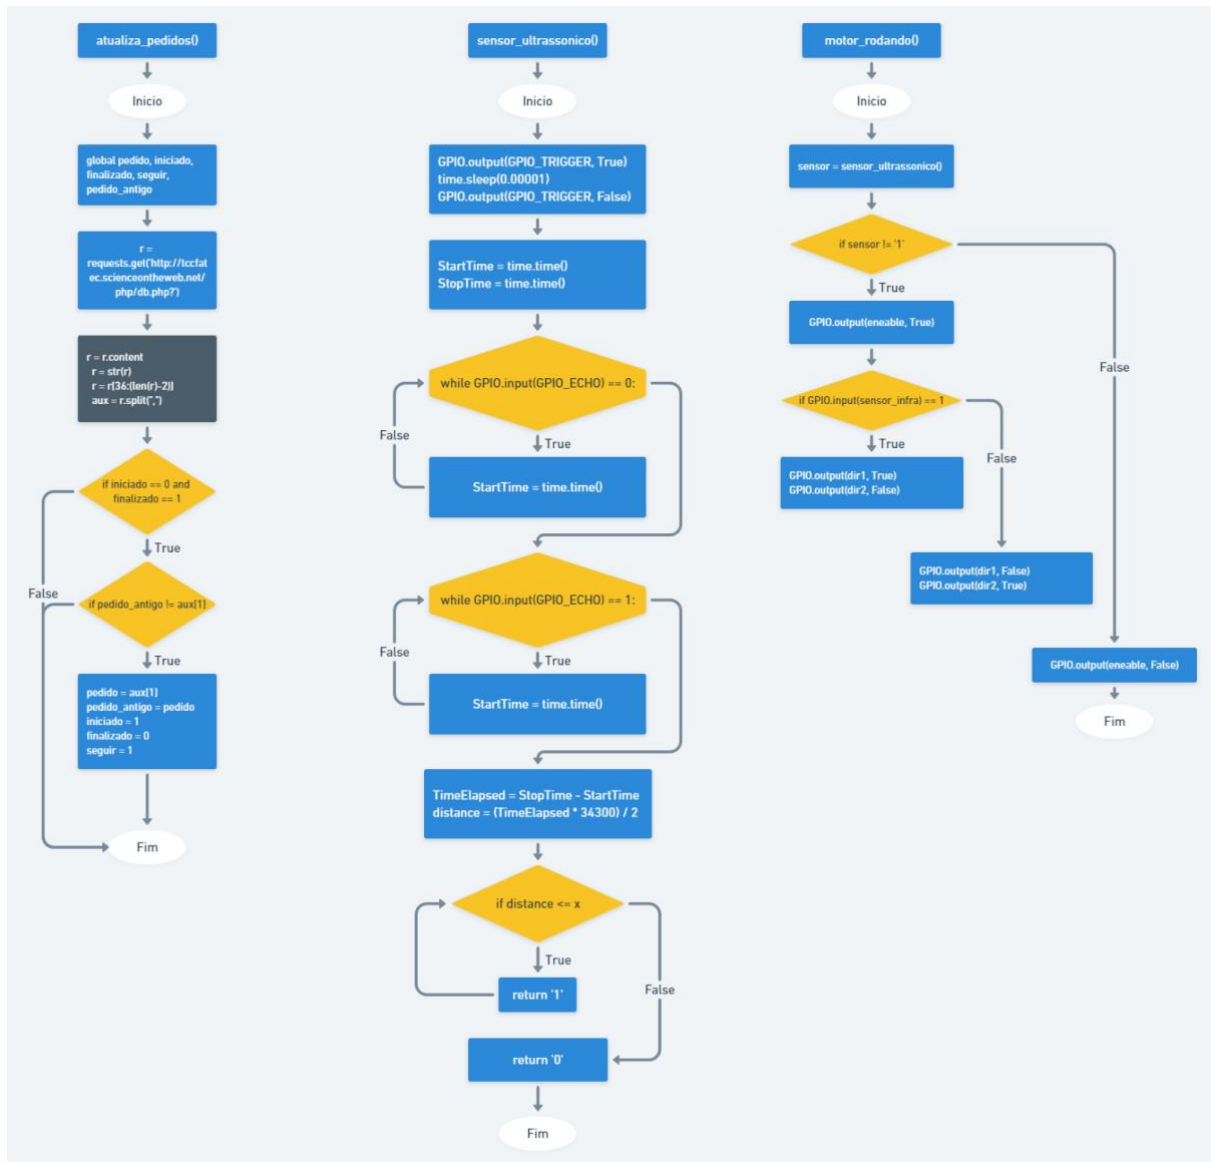 atualiza_pedidos()
Inicio
global pedido, iniciado,
finalizado, seguir,
pedido_antigo
r =
requests.get('http://tccfat
ec.scienceontheweb.net/
php/db.php?')
r = r.content
r = str(r)
r = r[36:(len(r)-2)]
aux = r.split(",")
if iniciado == 0 and
finalizado == 1
True
False
if pedido_antigo != aux[1]
True
pedido = aux[1]
pedido_antigo = pedido
iniciado = 1
finalizado = 0
seguir = 1
Fim
sensor_ultrassonico()
Inicio
GPIO.output(GPIO_TRIGGER, True)
time.sleep(0.00001)
GPIO.output(GPIO_TRIGGER, False)
StartTime = time.time()
StopTime = time.time()
while GPIO.input(GPIO_ECHO) == 0:
False
True
StartTime = time.time()
while GPIO.input(GPIO_ECHO) == 1:
False
True
StartTime = time.time()
TimeElapsed = StopTime - StartTime
distance = (TimeElapsed * 34300) / 2
if distance <= x
True
return '1'
False
return '0'
Fim
motor_rodando()
Inicio
sensor = sensor_ultrassonico()
if sensor != '1'
True
GPIO.output(eneable, True)
False
if GPIO.input(sensor_infra) == 1
True
False
GPIO.output(dir1, True)
GPIO.output(dir2, False)
GPIO.output(dir1, False)
GPIO.output(dir2, True)
GPIO.output(eneable, False)
Fim